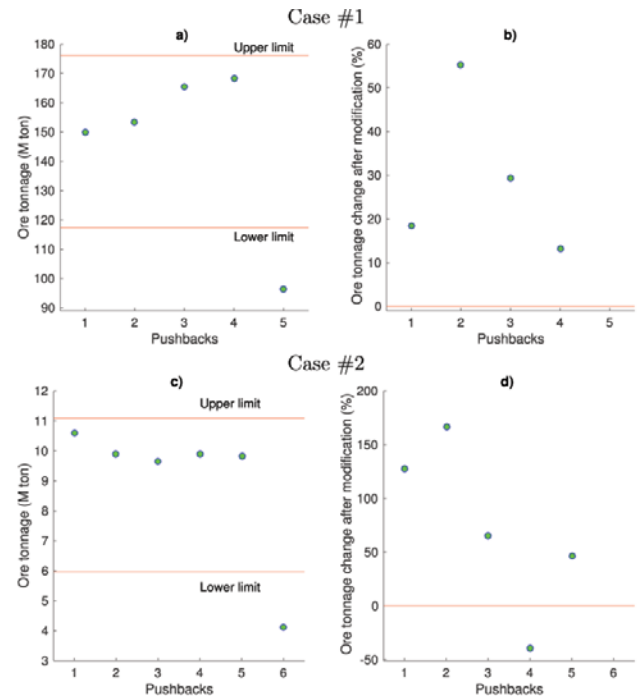 Case #1
a)
Upper limit
Lower limit
Ore tonnage (M ton)
180
170
160
150
140
130
120
110
100
90
1 2 3 4 5
Pushbacks
b)
Ore tonnage change after modification (%)
60
50
40
30
20
10
0
1 2 3 4 5
Pushbacks
Case #2
c)
Upper limit
Lower limit
Ore tonnage (M ton)
12
11
10
9
8
7
6
5
4
3
1 2 3 4 5 6
Pushbacks
d)
Ore tonnage change after modification (%)
200
150
100
50
0
-50
1 2 3 4 5 6
Pushbacks